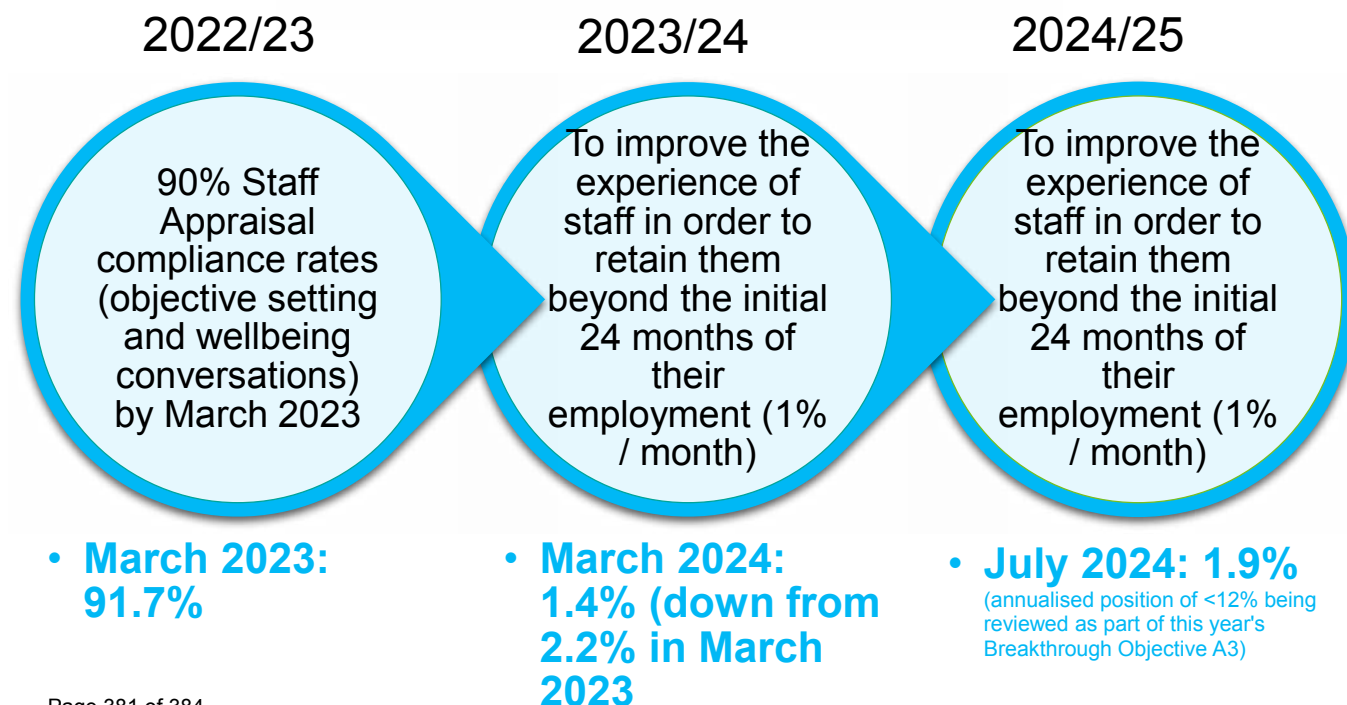 2022/23
90% Staff
Appraisal
compliance rates
(objective setting
and wellbeing
conversations)
by March 2023
• March 2023:
91.7%
2023/24
To improve the
experience of
staff in order to
retain them
beyond the initial
24 months of
their
employment (1%
/ month)
• March 2024:
1.4% (down from
2.2% in March
2023
2024/25
To improve the
experience of
staff in order to
retain them
beyond the initial
24 months of
their
employment (1%
/ month)
• July 2024: 1.9%
(annualised position of <12% being
reviewed as part of this year's
Breakthrough Objective A3)
Page 381 of 384